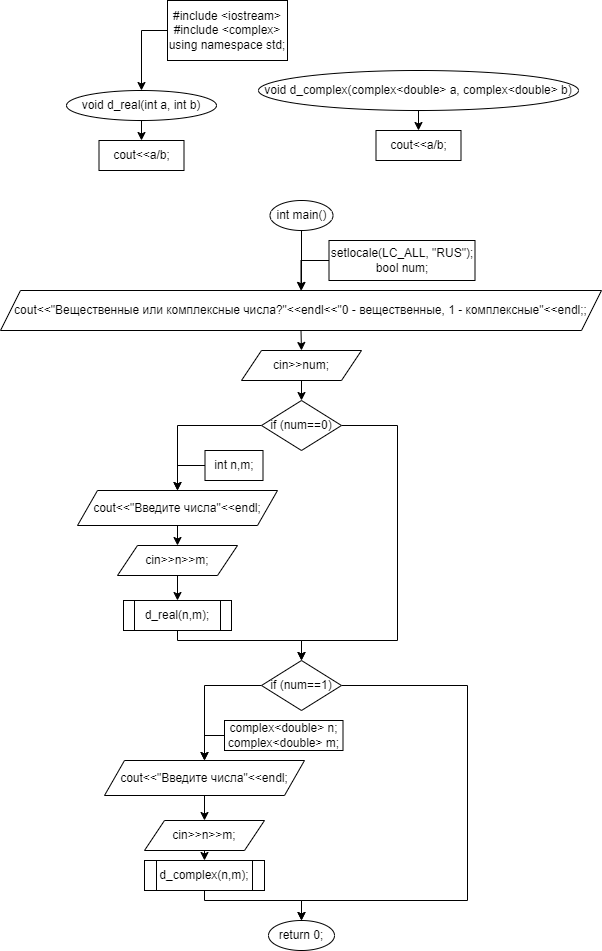 #include <iostream>
#include <complex>
using namespace std;
void d_real(int a, int b)
cout<<a/b;
void d_complex(complex<double> a, complex<double> b)
cout<<a/b;
int main()
setlocale(LC_ALL, "RUS");
bool num;
cout<<"Вещественные или комплексные числа?"<<endl<<"0 - вещественные, 1 - комплексные"<<endl;;
cin>>num;
if (num==0)
int n,m;
cout<<"Введите числа"<<endl;
cin>>n>>m;
d_real(n,m);
if (num==1)
complex<double> n;
complex<double> m;
cout<<"Введите числа"<<endl;
cin>>n>>m;
d_complex(n,m);
return 0;